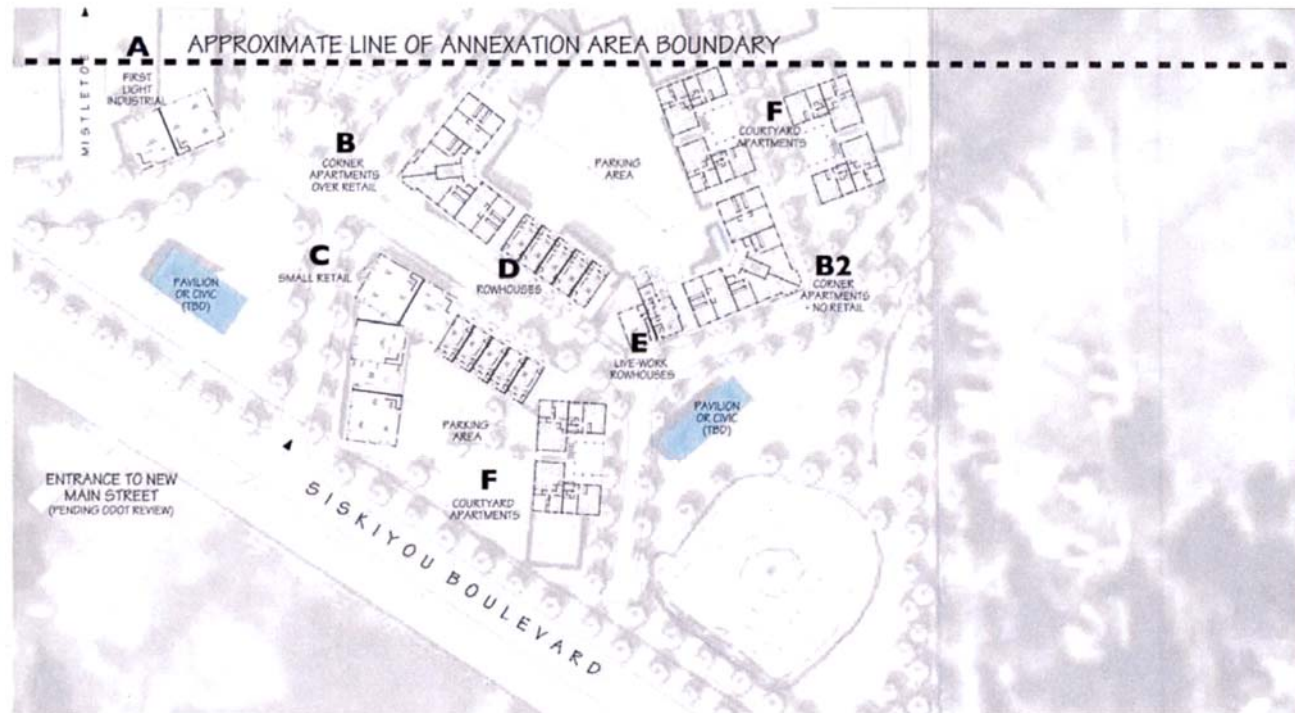 A
APPROXIMATE LINE OF ANNEXATION AREA BOUNDARY
MISTLETOE
FIRST
LIGHT
INDUSTRIAL
B
CORNER
APARTMENTS
OVER RETAIL
PARKING
AREA
F
COURTYARD
APARTMENTS
C
SMALL RETAIL
D
ROWHOUSES
B2
CORNER
APARTMENTS
- NO RETAIL
PAVILION
OR CIVIC
(TBD)
E
LIVE-WORK
ROWHOUSES
PAVILION
OR CIVIC
(TBD)
PARKING
AREA
F
COURTYARD
APARTMENTS
ENTRANCE TO NEW
MAIN STREET
(PENDING ODOT REVIEW)
SISKIYOU BOULEVARD